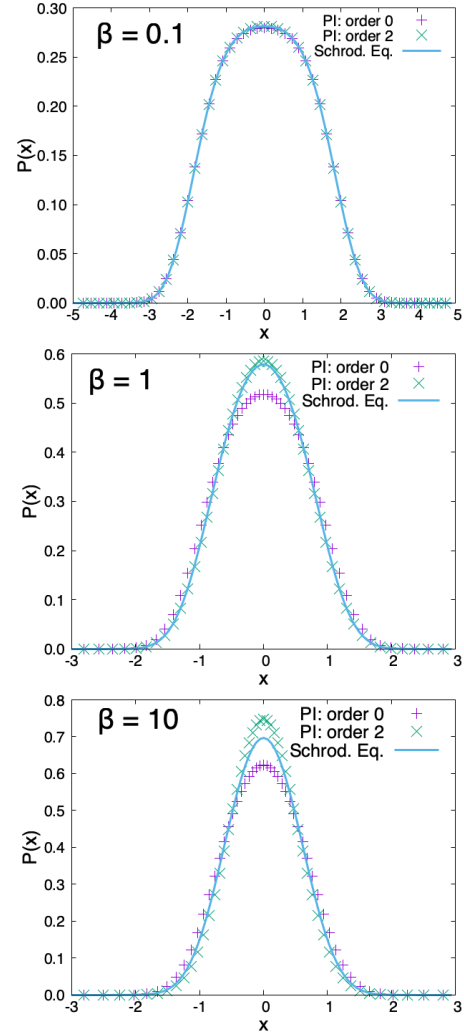 β = 0.1
PI: order 0
PI: order 2
Schrod. Eq.
0.30
0.25
0.20
0.15
0.10
0.05
0.00
P(x)
-5 -4 -3 -2 -1 0 1 2 3 4 5
x
β = 1
PI: order 0
PI: order 2
Schrod. Eq.
0.6
0.5
0.4
0.3
0.2
0.1
0.0
P(x)
-3 -2 -1 0 1 2 3
x
β = 10
PI: order 0
PI: order 2
Schrod. Eq.
0.8
0.7
0.6
0.5
0.4
0.3
0.2
0.1
0.0
P(x)
-3 -2 -1 0 1 2 3
x